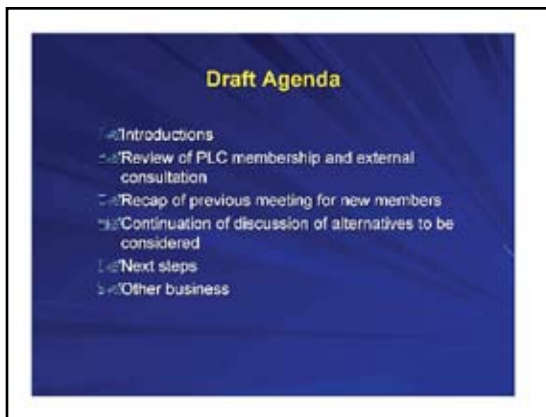 Draft Agenda
Introductions
Review of PLC membership and external
consultation
Recap of previous meeting for new members
Continuation of discussion of alternatives to be
considered
Next steps
Other business